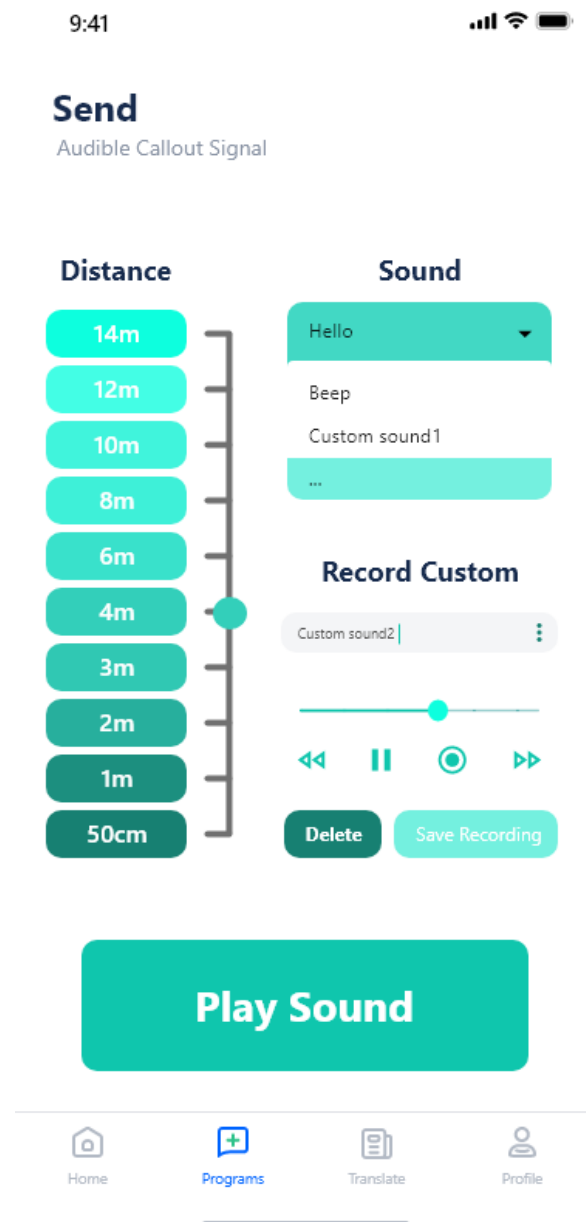 9:41
Send
Audible Callout Signal
Distance
14m
12m
10m
8m
6m
4m
3m
2m
1m
50cm
Sound
Hello
Beep
Custom sound1
...
Record Custom
Custom sound2
Delete
Save Recording
Play Sound
Home
Programs
Translate
Profile